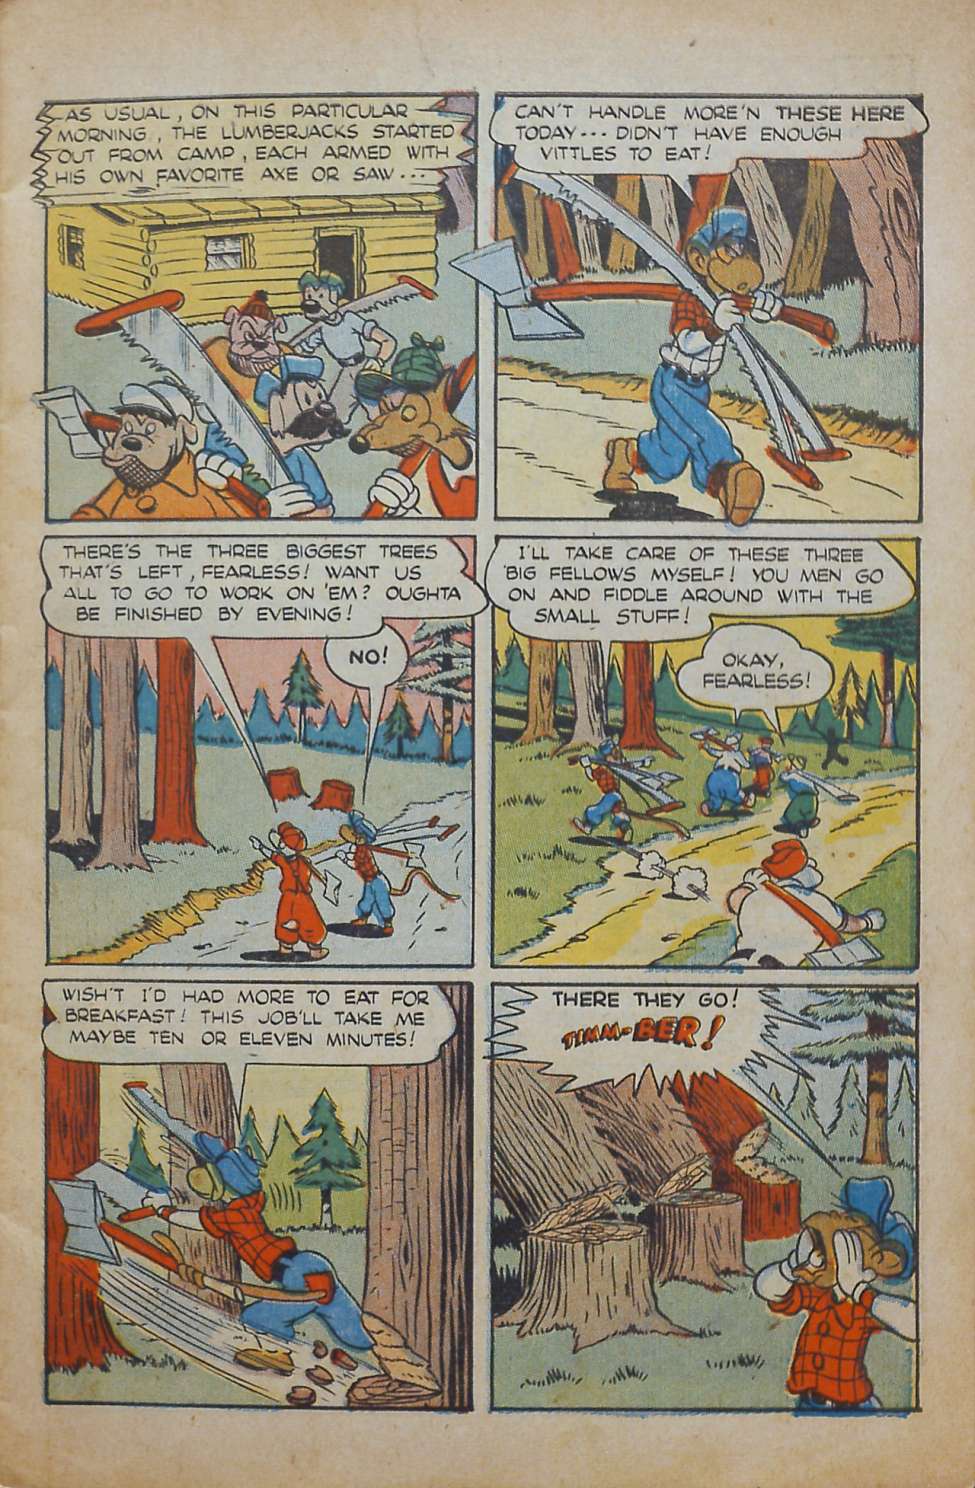 AS USUAL, ON THIS PARTICULAR
MORNING, THE LUMBERJACKS STARTED
OUT FROM CAMP, EACH ARMED WITH
HIS OWN FAVORITE AXE OR SAW...
CAN'T HANDLE MORE'N THESE HERE
TODAY... DIDN'T HAVE ENOUGH
VITTLES TO EAT!
THERE'S THE THREE BIGGEST TREES
THAT'S LEFT, FEARLESS! WANT US
ALL TO GO TO WORK ON 'EM? OUGHTA
BE FINISHED BY EVENING!
NO!
I'LL TAKE CARE OF THESE THREE
BIG FELLOWS MYSELF! YOU MEN GO
ON AND FIDDLE AROUND WITH THE
SMALL STUFF!
OKAY,
FEARLESS!
WISH'T I'D HAD MORE TO EAT FOR
BREAKFAST! THIS JOB'LL TAKE ME
MAYBE TEN OR ELEVEN MINUTES!
THERE THEY GO!
TIMM-BER!